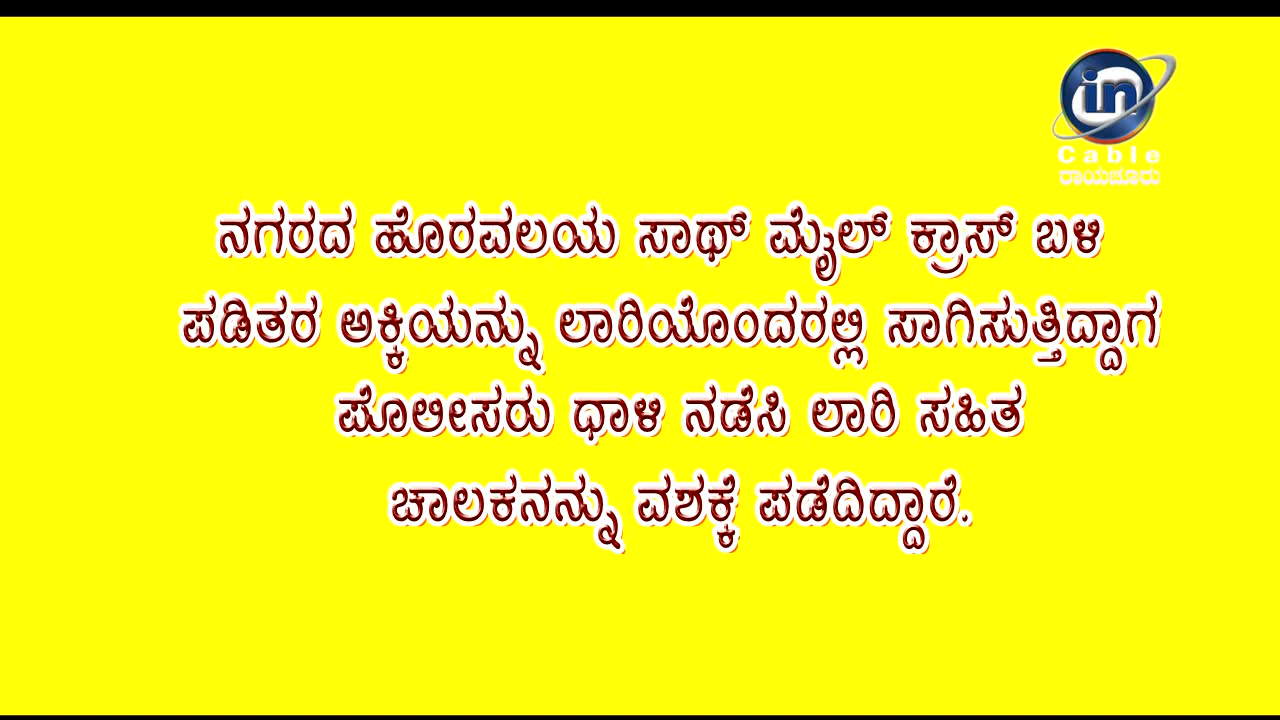 in
Cable
ರಾಯಚೂರು
ನಗರದ ಹೊರವಲಯ ಸಾಥ್ ಮೈಲ್ ಕ್ರಾಸ್ ಬಳಿ
ಪಡಿತರ ಅಕ್ಕಿಯನ್ನು ಲಾರಿಯೊಂದರಲ್ಲಿ ಸಾಗಿಸುತ್ತಿದ್ದಾಗ
ಪೊಲೀಸರು ಧಾಳಿ ನಡೆಸಿ ಲಾರಿ ಸಹಿತ
ಚಾಲಕನನ್ನು ವಶಕ್ಕೆ ಪಡೆದಿದ್ದಾರೆ.